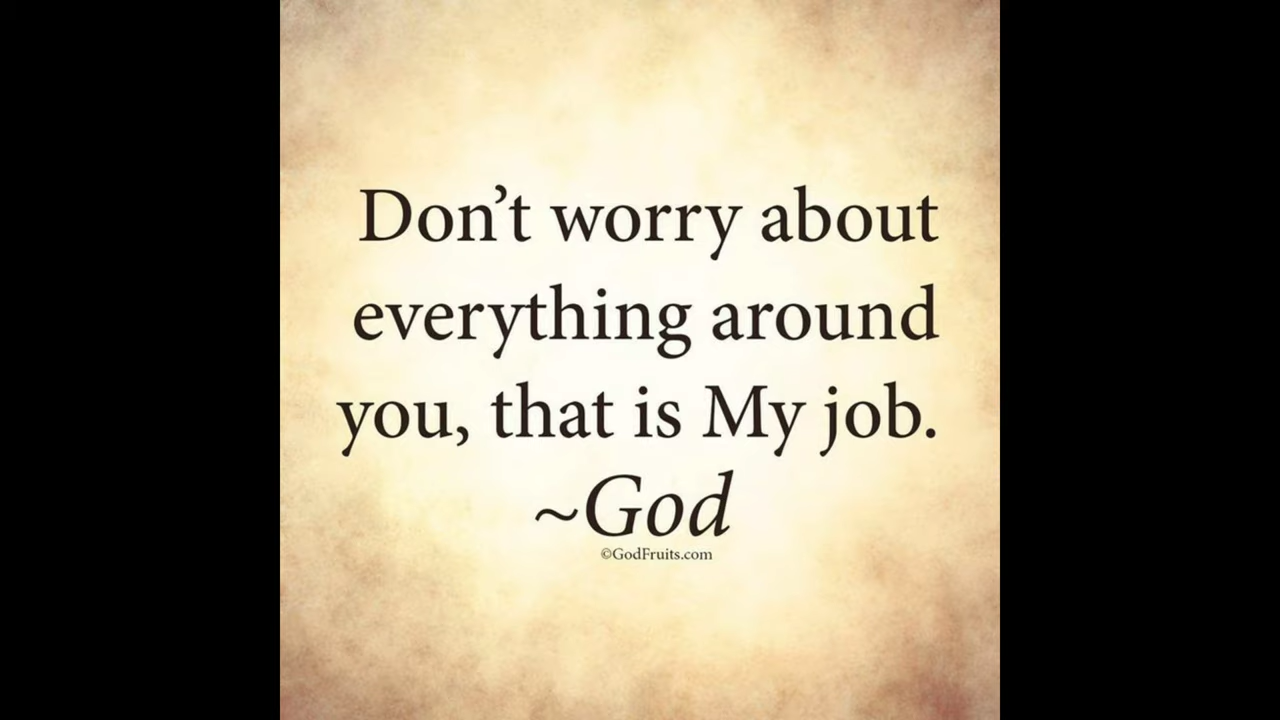 Don’t worry about
everything around
you, that is My job.
~God
©GodFruits.com